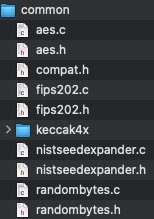 common
aes.c
aes.h
compat.h
fips202.c
fips202.h
keccak4x
nistseedexpander.c
nistseedexpander.h
randombytes.c
randombytes.h